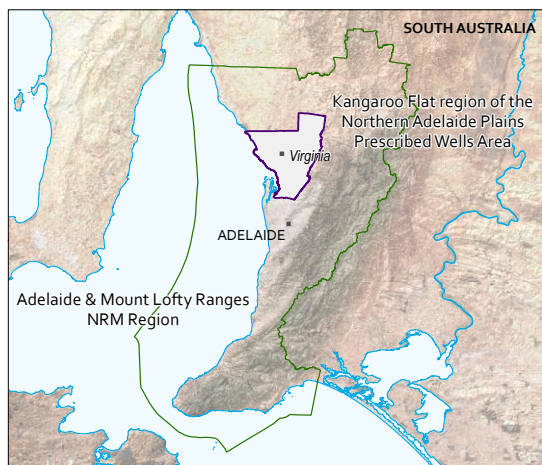 SOUTH AUSTRALIA
Kangaroo Flat region of the
Northern Adelaide Plains
Prescribed Wells Area
Virginia
ADELAIDE
Adelaide & Mount Lofty Ranges
NRM Region